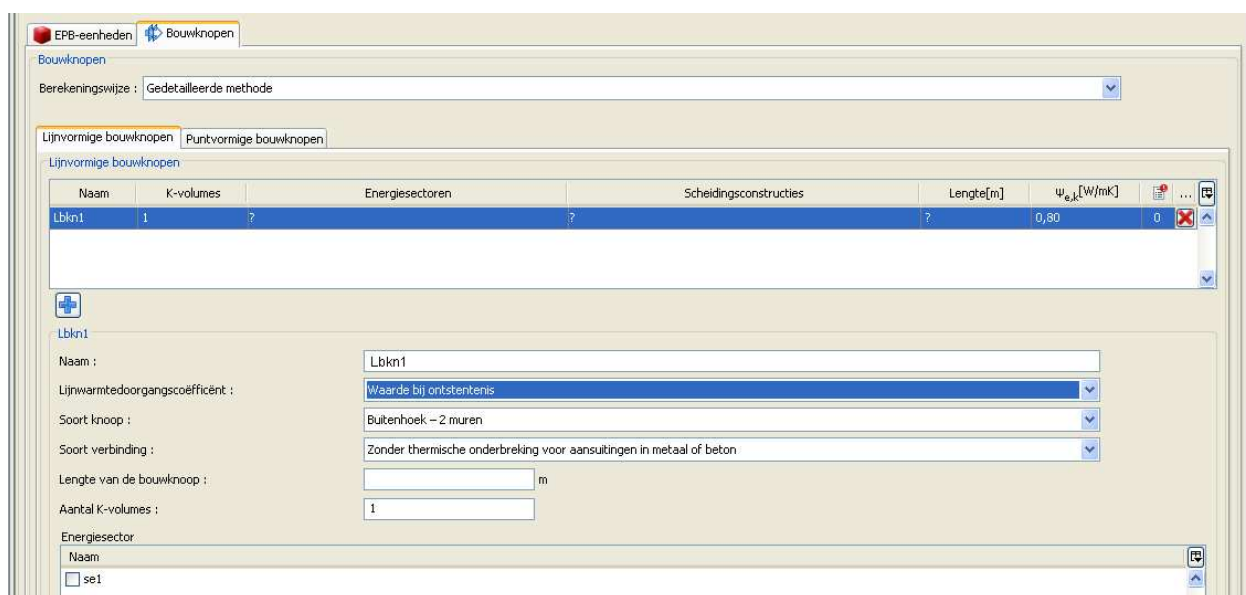 EPB-eenheden Bouwknopen
Bouwknopen
Berekeningswijze : Gedetailleerde methode
Lijnvormige bouwknopen Puntvormige bouwknopen
Lijnvormige bouwknopen
Naam K-volumes Energiesectoren Scheidingsconstructies Lengte[m] Ψe,k[W/mK] ...
Lbkn1 1 ? ? ? 0,80 0
Lbkn1
Naam : Lbkn1
Lijnwarmtedoorgangscoëfficënt : Waarde bij ontstentenis
Soort knoop : Buitenhoek – 2 muren
Soort verbinding : Zonder thermische onderbreking voor aansuitingen in metaal of beton
Lengte van de bouwknoop : m
Aantal K-volumes : 1
Energiesector
Naam
se1